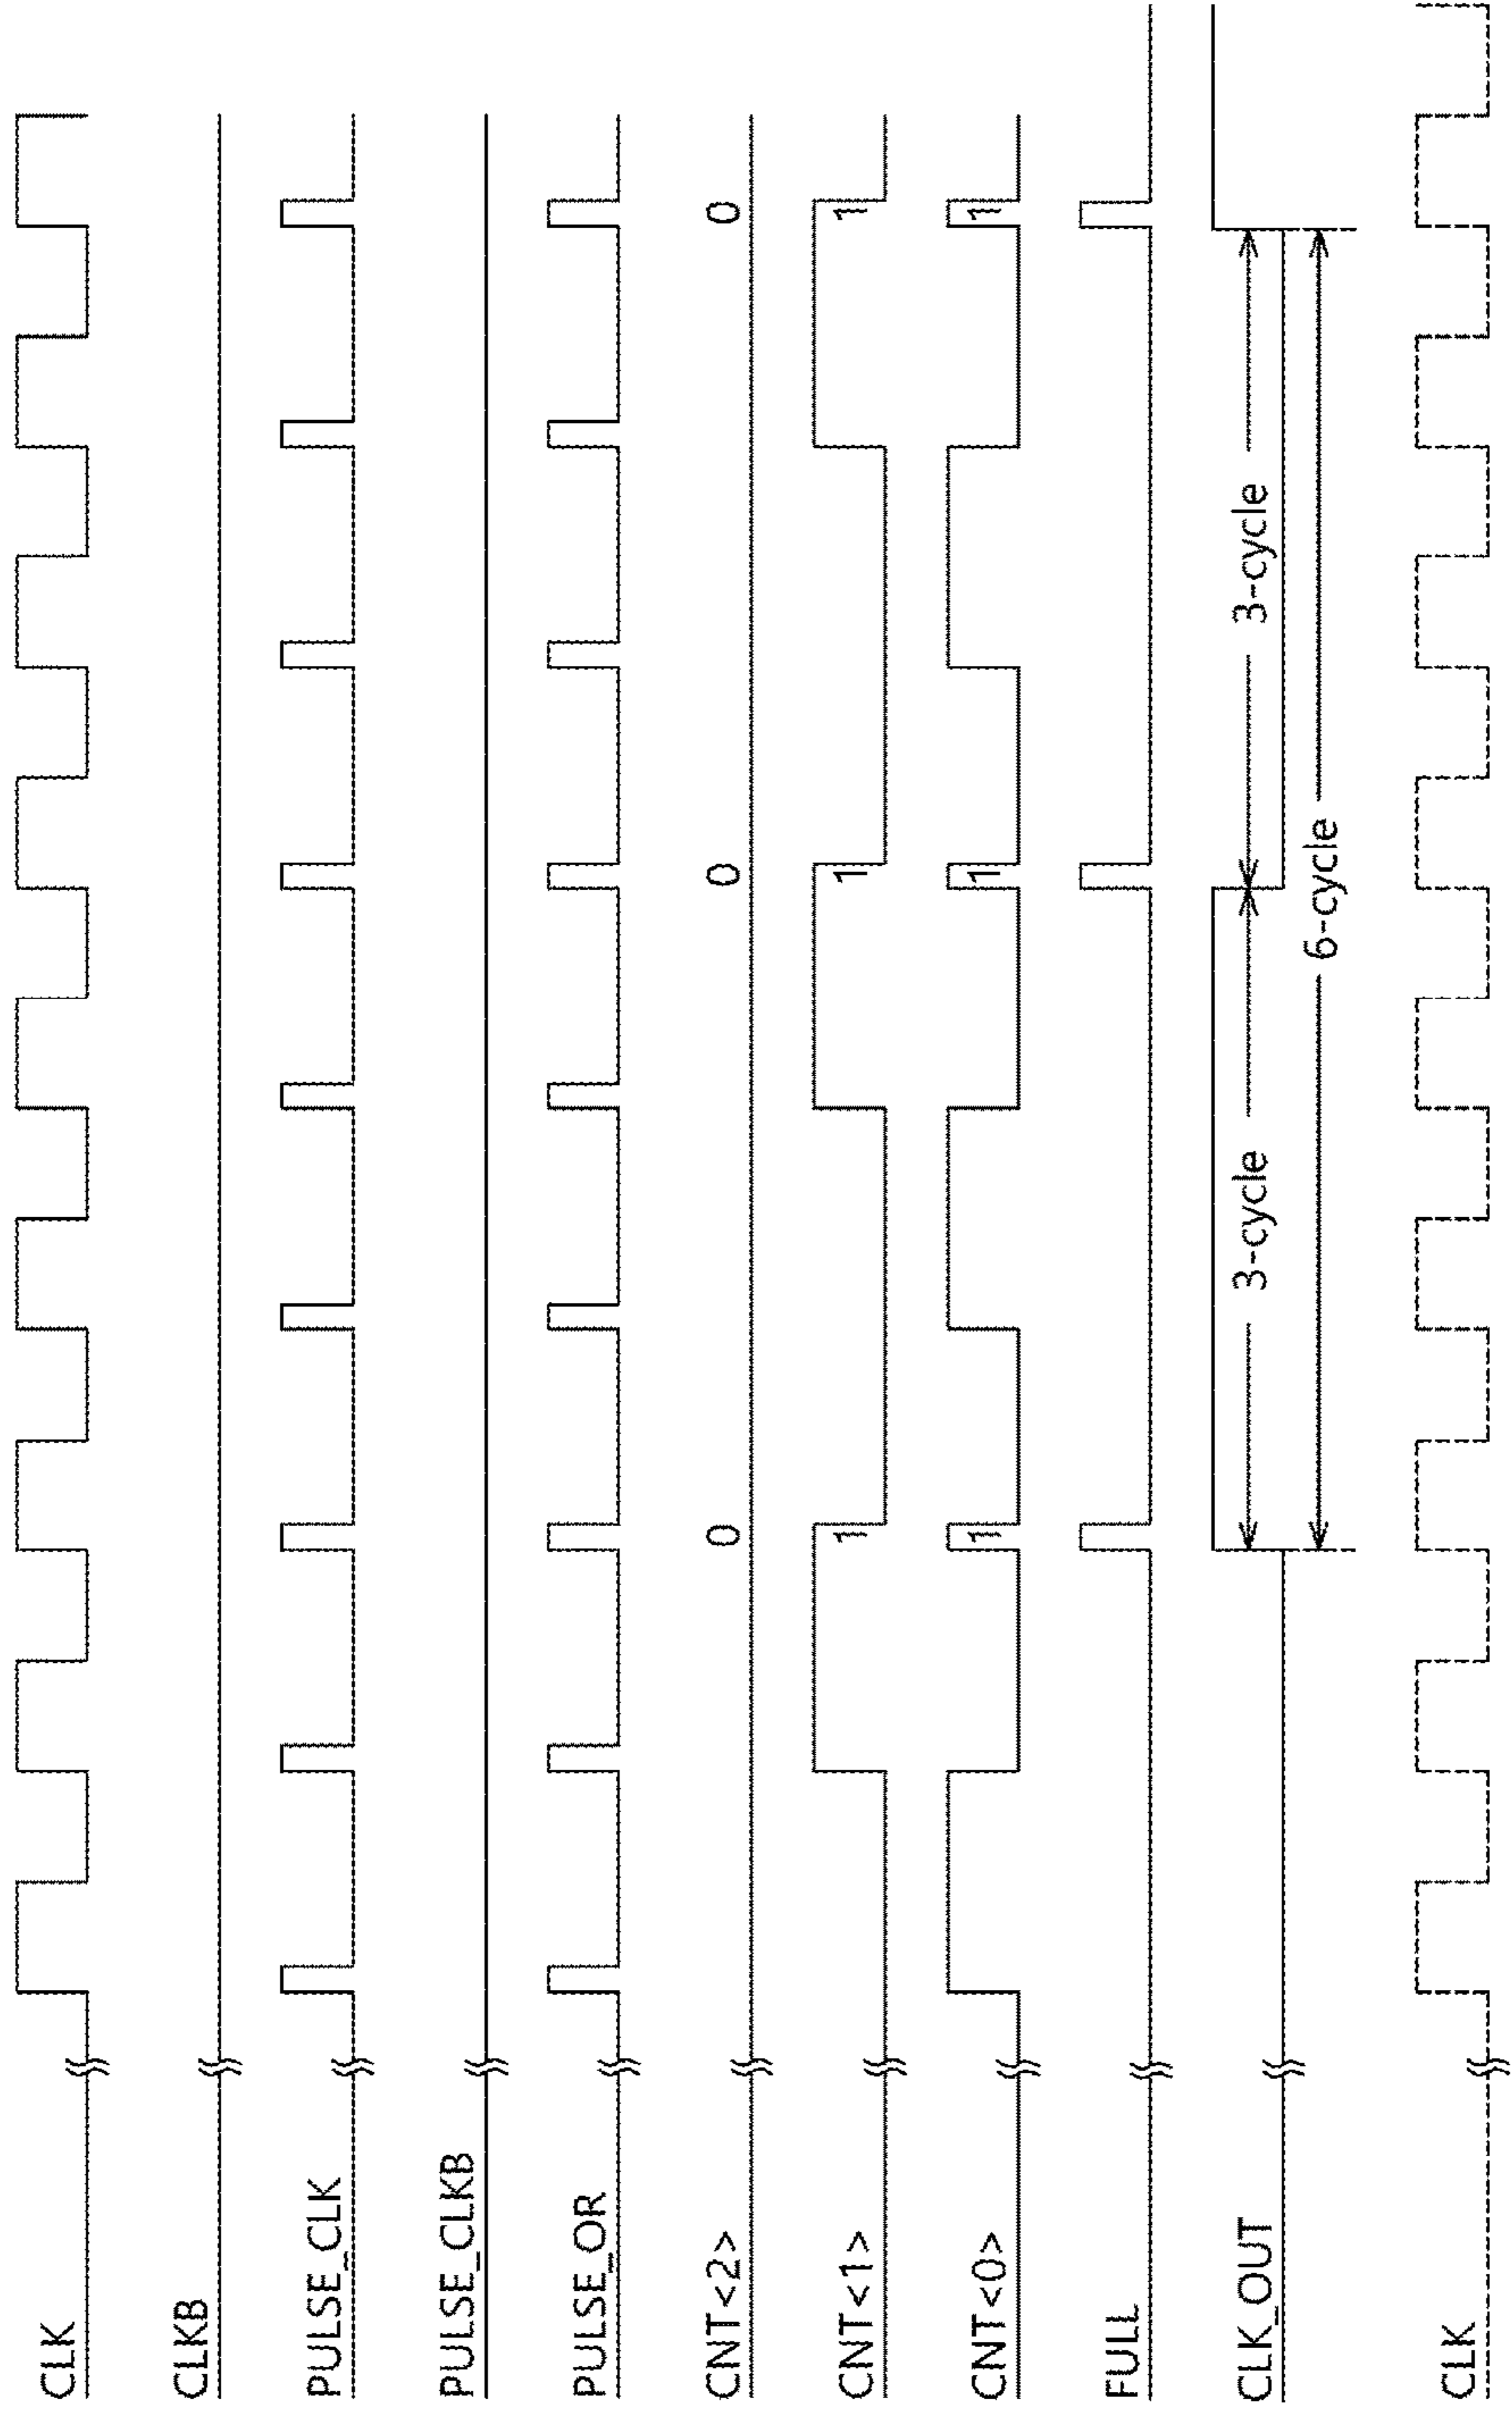 CLK
CLKB
PULSE_CLK
PULSE_CLKB
PULSE_OR
CNT<2>
0
0
0
CNT<1>
1
1
1
CNT<0>
1
1
1
FULL
CLK_OUT
3-cycle
3-cycle
6-cycle
CLK